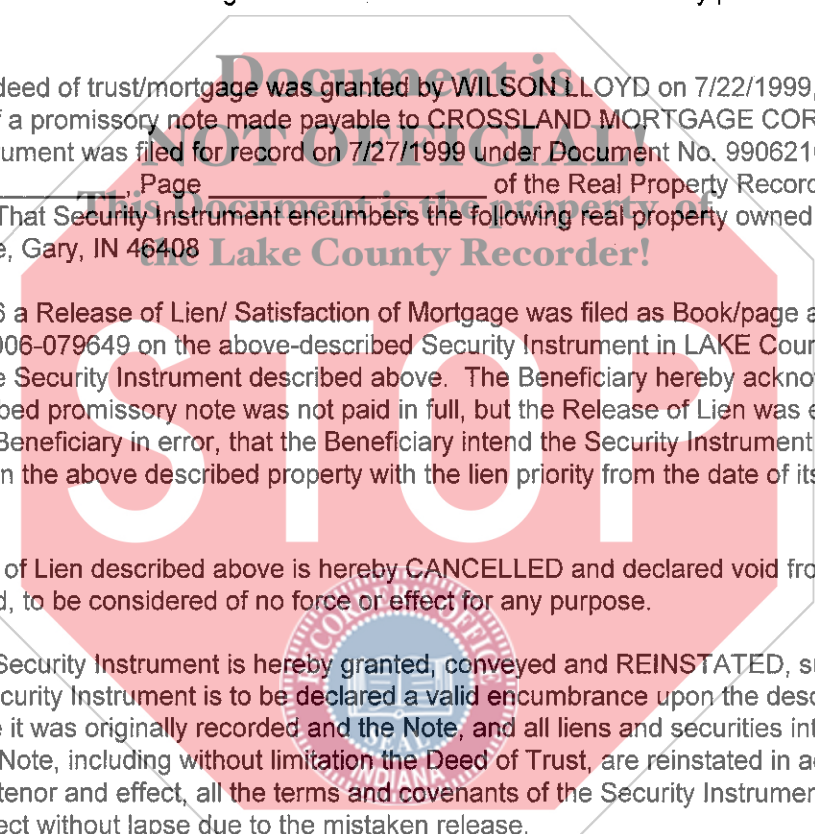 Document is
deed of trust/mortgage was granted by WILSON LLOYD on 7/22/1999,
f a promissory note made payable to CROSSLAND MORTGAGE COR
NOT OFFICIAL!
ument was filed for record on 7/27/1999 under Document No. 9906210
, Page of the Real Property Record
This Document is the property of
That Security Instrument encumbers the following real property owned
e, Gary, IN 46408
the Lake County Recorder!
6 a Release of Lien/ Satisfaction of Mortgage was filed as Book/page a
006-079649 on the above-described Security Instrument in LAKE Coun
e Security Instrument described above. The Beneficiary hereby acknow
bed promissory note was not paid in full, but the Release of Lien was e
Beneficiary in error, that the Beneficiary intend the Security Instrument
n the above described property with the lien priority from the date of its
STOP
of Lien described above is hereby CANCELLED and declared void fro
d, to be considered of no force or effect for any purpose.
Security Instrument is hereby granted, conveyed and REINSTATED, s
curity Instrument is to be declared a valid encumbrance upon the desc
e it was originally recorded and the Note, and all liens and securities int
Note, including without limitation the Deed of Trust, are reinstated in a
tenor and effect, all the terms and covenants of the Security Instrumen
ect without lapse due to the mistaken release.
RECORDER'S OFFICE
SEAL
INDIANA